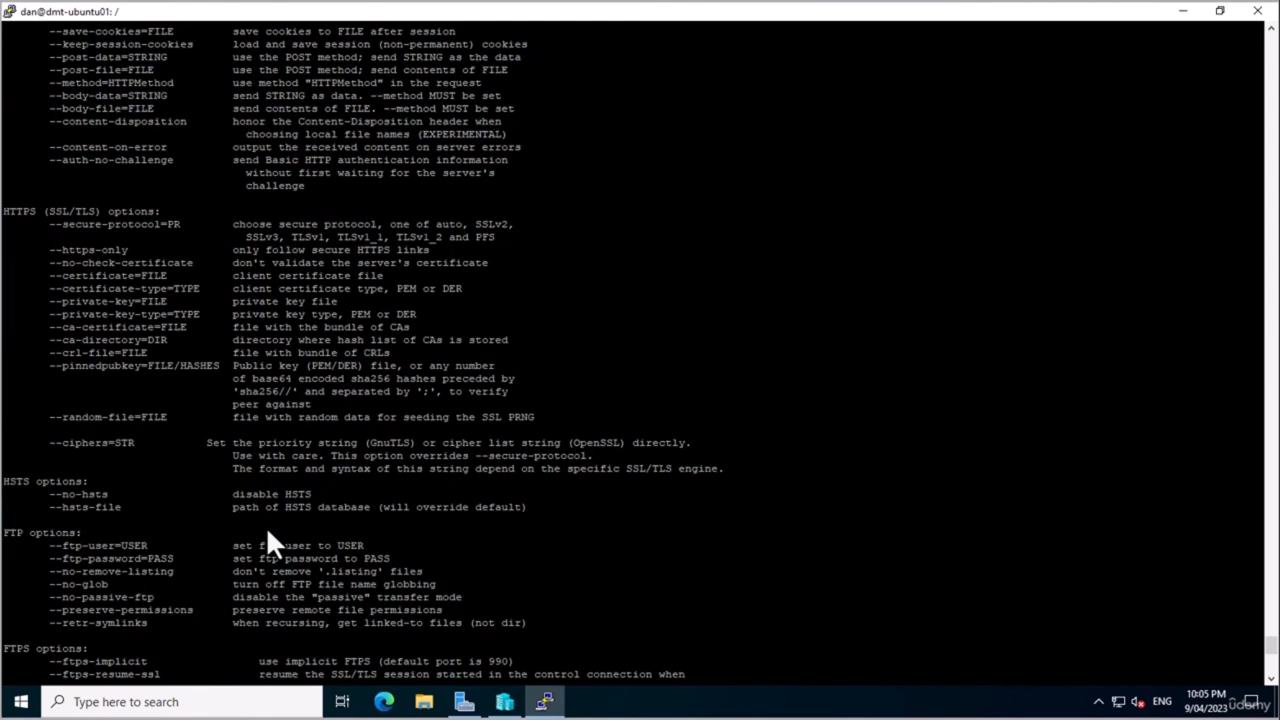 dan@dmt-ubuntu01: /
--save-cookies=FILE save cookies to FILE after session
--keep-session-cookies load and save session (non-permanent) cookies
--post-data=STRING use the POST method; send STRING as the data
--post-file=FILE use the POST method; send contents of FILE
--method=HTTPMethod use method "HTTPMethod" in the request
--body-data=STRING send STRING as data. --method MUST be set
--body-file=FILE send contents of FILE. --method MUST be set
--content-disposition honor the Content-Disposition header when
choosing local file names (EXPERIMENTAL)
--content-on-error output the received content on server errors
--auth-no-challenge send Basic HTTP authentication information
without first waiting for the server's
challenge
HTTPS (SSL/TLS) options:
--secure-protocol=PR choose secure protocol, one of auto, SSLv2,
SSLv3, TLSv1, TLSv1_1, TLSv1_2 and PFS
--https-only only follow secure HTTPS links
--no-check-certificate don't validate the server's certificate
--certificate=FILE client certificate file
--certificate-type=TYPE client certificate type, PEM or DER
--private-key=FILE private key file
--private-key-type=TYPE private key type, PEM or DER
--ca-certificate=FILE file with the bundle of CAs
--ca-directory=DIR directory where hash list of CAs is stored
--crl-file=FILE file with bundle of CRLs
--pinnedpubkey=FILE/HASHES Public key (PEM/DER) file, or any number
of base64 encoded sha256 hashes preceded by
'sha256//' and separated by ';', to verify
peer against
--random-file=FILE file with random data for seeding the SSL PRNG
--ciphers=STR Set the priority string (GnuTLS) or cipher list string (OpenSSL) directly.
Use with care. This option overrides --secure-protocol.
The format and syntax of this string depend on the specific SSL/TLS engine.
HSTS options:
--no-hsts disable HSTS
--hsts-file path of HSTS database (will override default)
FTP options:
--ftp-user=USER set user to USER
--ftp-password=PASS set ftp password to PASS
--no-remove-listing don't remove '.listing' files
--no-glob turn off FTP file name globbing
--no-passive-ftp disable the "passive" transfer mode
--preserve-permissions preserve remote file permissions
--retr-symlinks when recursing, get linked-to files (not dir)
FTPS options:
--ftps-implicit use implicit FTPS (default port is 990)
--ftps-resume-ssl resume the SSL/TLS session started in the control connection when
Type here to search
ENG
10:05 PM
9/04/2023
ûdemy